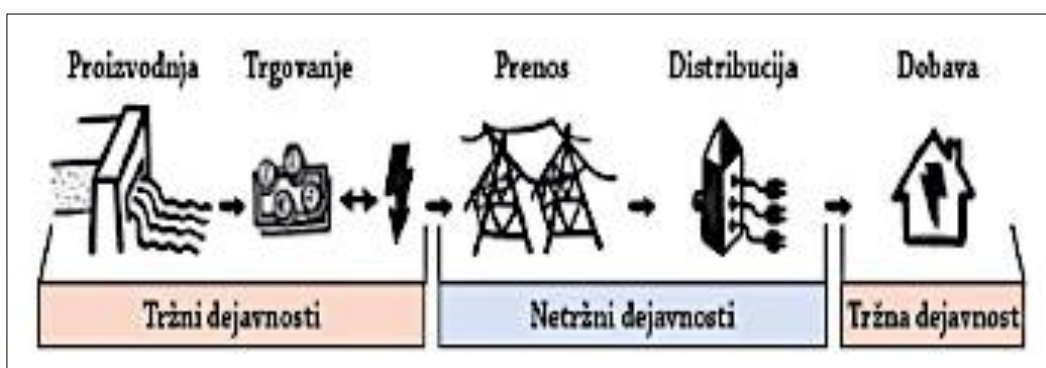 Proizvodnja Trgovanje Prenos Distribucija Dobava
Tržni dejavnosti Netržni dejavnosti Tržna dejavnost